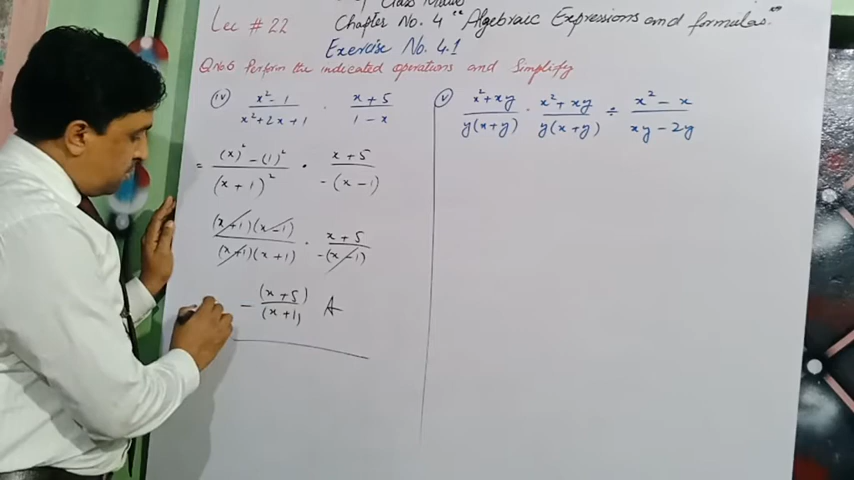 Class Maths
Lec # 22
Chapter No. 4 "Algebraic Expressions and formulas."
Exercise No. 4.1
Q No.6 Perform the indicated operations and Simplify
(iv) (x² - 1)/(x² + 2x + 1) · (x + 5)/(1 - x)
= ((x)² - (1)²)/(x + 1)² · (x + 5)/(-(x - 1))
((x + 1)(x - 1))/((x + 1)(x + 1)) · (x + 5)/(-(x - 1))
- (x + 5)/(x + 1) A
(v) (x² + xy)/(y(x + y)) · (x² + xy)/(y(x + y)) ÷ (x² - x)/(xy - 2y)